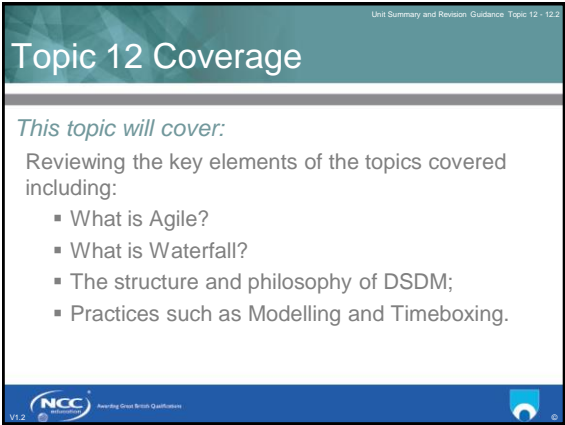 Unit Summary and Revision Guidance Topic 12 - 12.2
Topic 12 Coverage
This topic will cover:
Reviewing the key elements of the topics covered
including:
▪ What is Agile?
▪ What is Waterfall?
▪ The structure and philosophy of DSDM;
▪ Practices such as Modelling and Timeboxing.
V1.2
NCC
education
Awarding Great British Qualifications
©